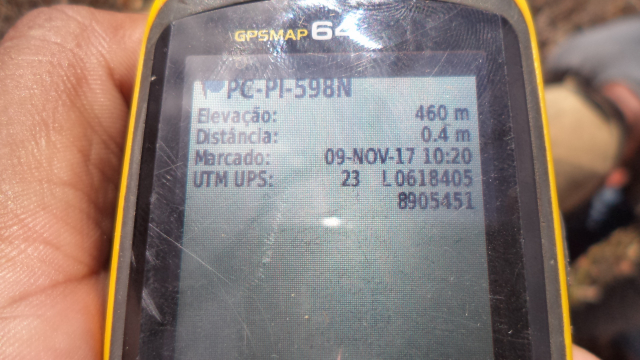 GPSMAP 64
PC-PI-598N
Elevação: 460 m
Distância: 0.4 m
Marcado: 09-NOV-17 10:20
UTM UPS: 23 L0618405
8905451